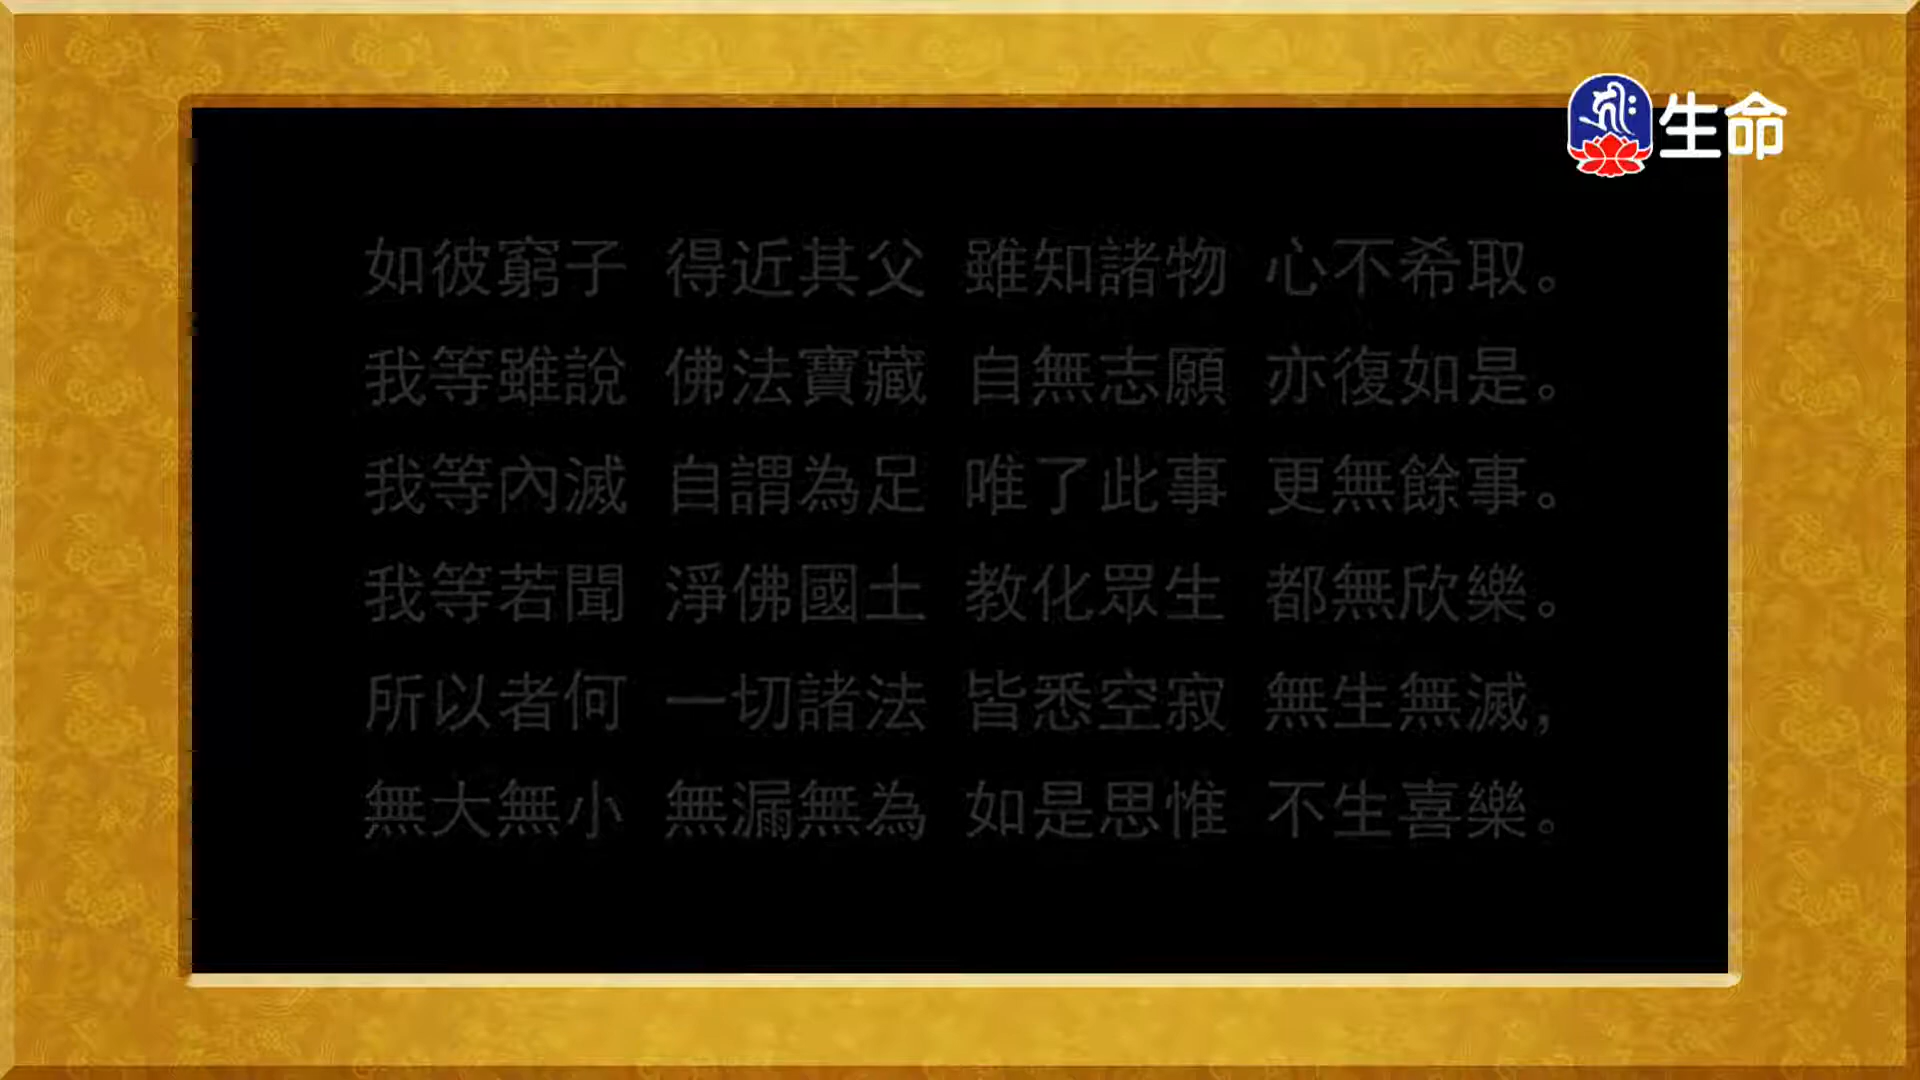 生命
如彼窮子 得近其父 雖知諸物 心不希取。
我等雖說 佛法寶藏 自無志願 亦復如是。
我等內滅 自謂為足 唯了此事 更無餘事。
我等若聞 淨佛國土 教化眾生 都無欣樂。
所以者何 一切諸法 皆悉空寂 無生無滅,
無大無小 無漏無為 如是思惟 不生喜樂。